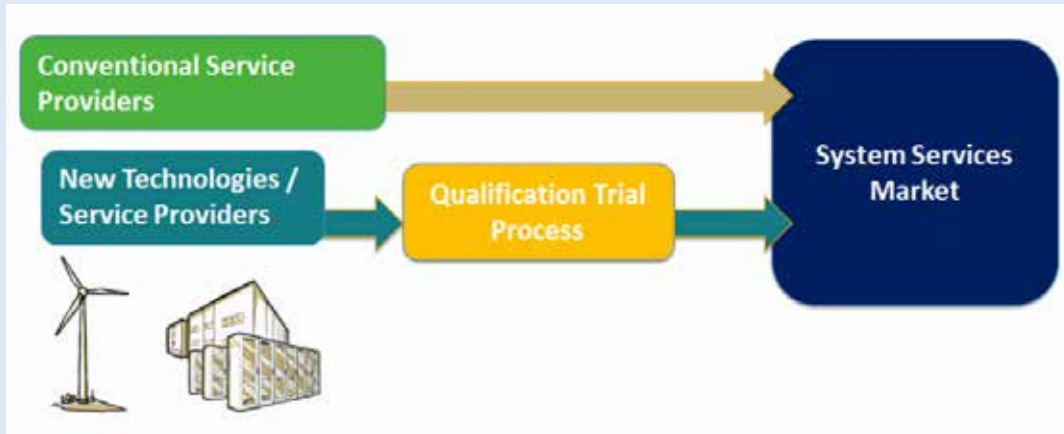 Conventional Service
Providers
New Technologies /
Service Providers
Qualification Trial
Process
System Services
Market